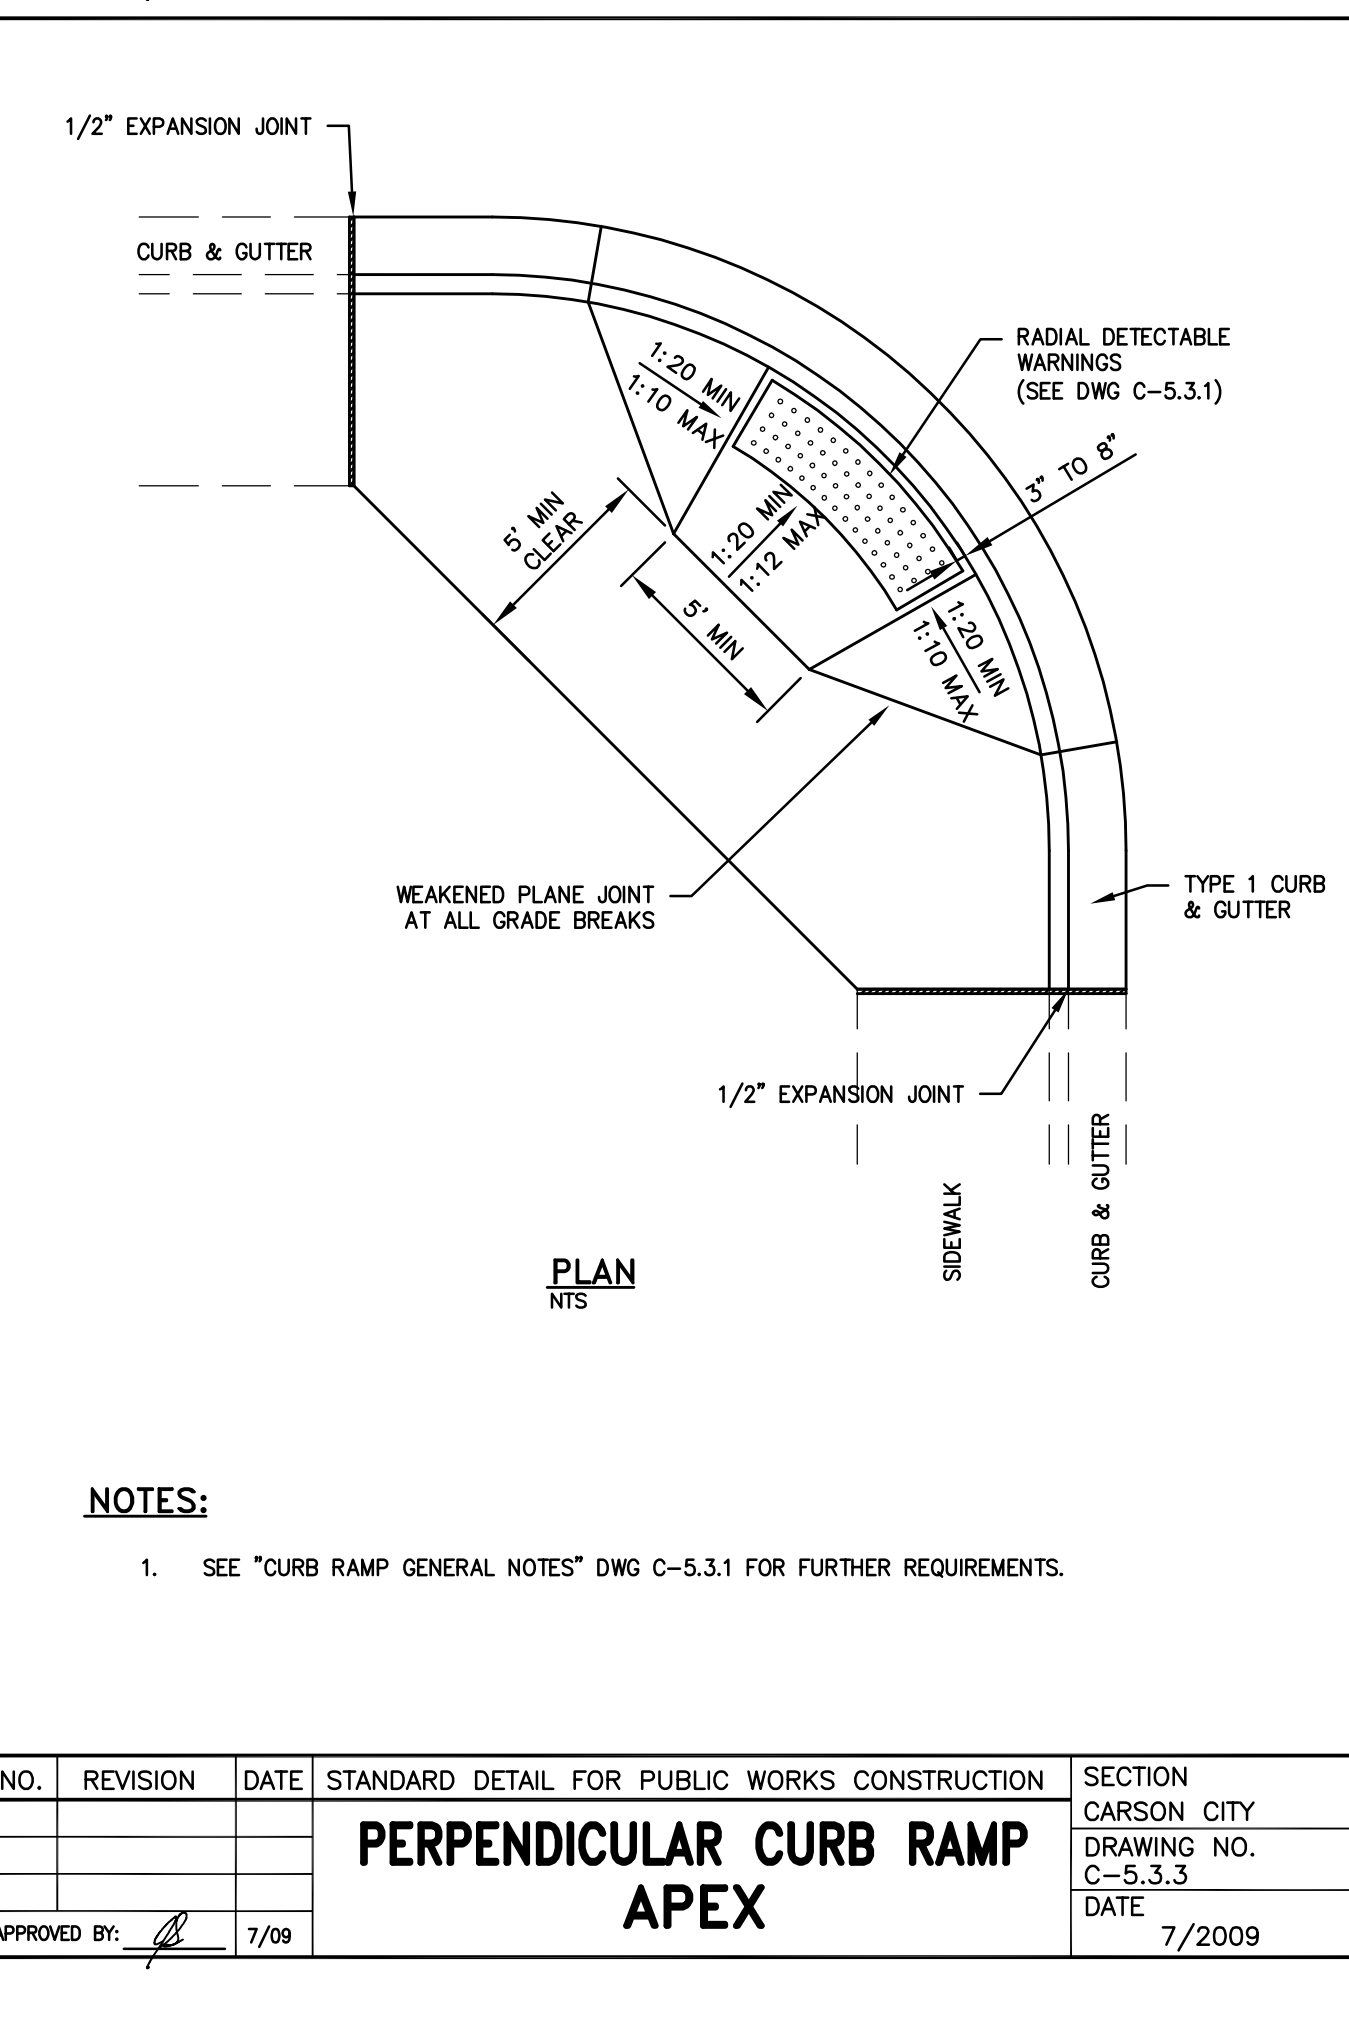 1/2" EXPANSION JOINT
CURB & GUTTER
RADIAL DETECTABLE
WARNINGS
(SEE DWG C-5.3.1)
3" TO 8"
1:20 MIN
1:10 MAX
5' MIN
CLEAR
1:20 MIN
1:12 MAX
5' MIN
1:20 MIN
1:10 MAX
WEAKENED PLANE JOINT
AT ALL GRADE BREAKS
TYPE 1 CURB
& GUTTER
1/2" EXPANSION JOINT
SIDEWALK
CURB & GUTTER
PLAN
NTS
NOTES:
1. SEE "CURB RAMP GENERAL NOTES" DWG C-5.3.1 FOR FURTHER REQUIREMENTS.
NO. REVISION DATE
APPROVED BY: 7/09
STANDARD DETAIL FOR PUBLIC WORKS CONSTRUCTION
PERPENDICULAR CURB RAMP
APEX
SECTION
CARSON CITY
DRAWING NO.
C-5.3.3
DATE
7/2009